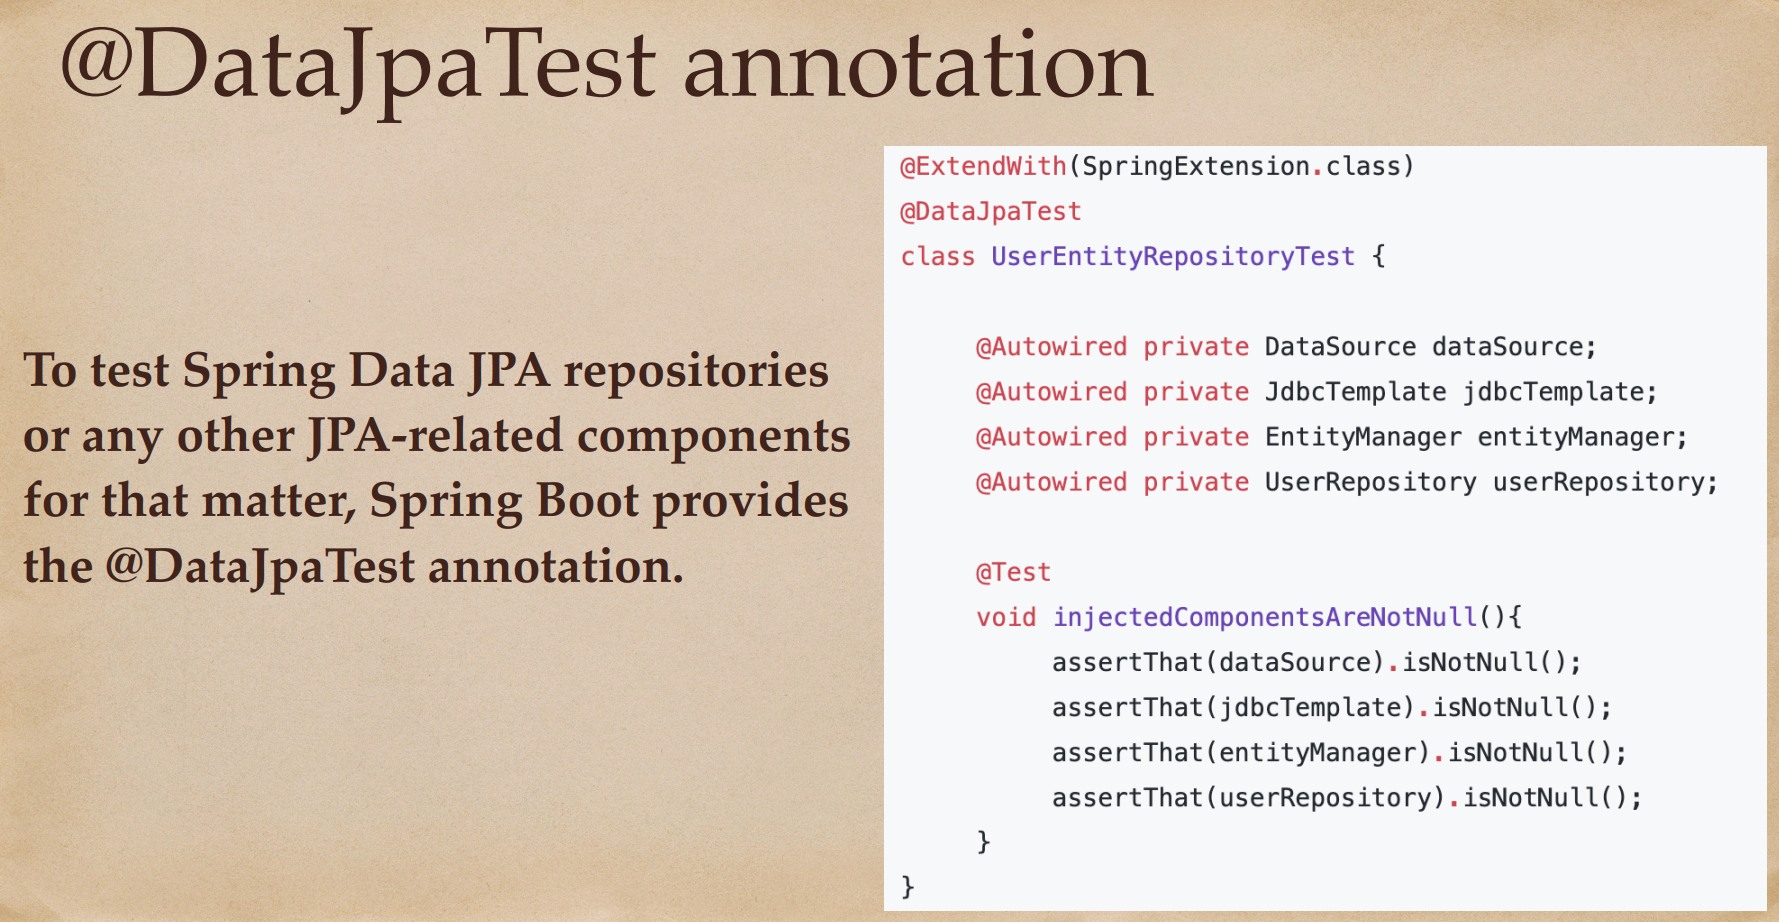 @DataJpaTest annotation
To test Spring Data JPA repositories
or any other JPA-related components
for that matter, Spring Boot provides
the @DataJpaTest annotation.
@ExtendWith(SpringExtension.class)
@DataJpaTest
class UserEntityRepositoryTest {
@Autowired private DataSource dataSource;
@Autowired private JdbcTemplate jdbcTemplate;
@Autowired private EntityManager entityManager;
@Autowired private UserRepository userRepository;
@Test
void injectedComponentsAreNotNull(){
assertThat(dataSource).isNotNull();
assertThat(jdbcTemplate).isNotNull();
assertThat(entityManager).isNotNull();
assertThat(userRepository).isNotNull();
}
}